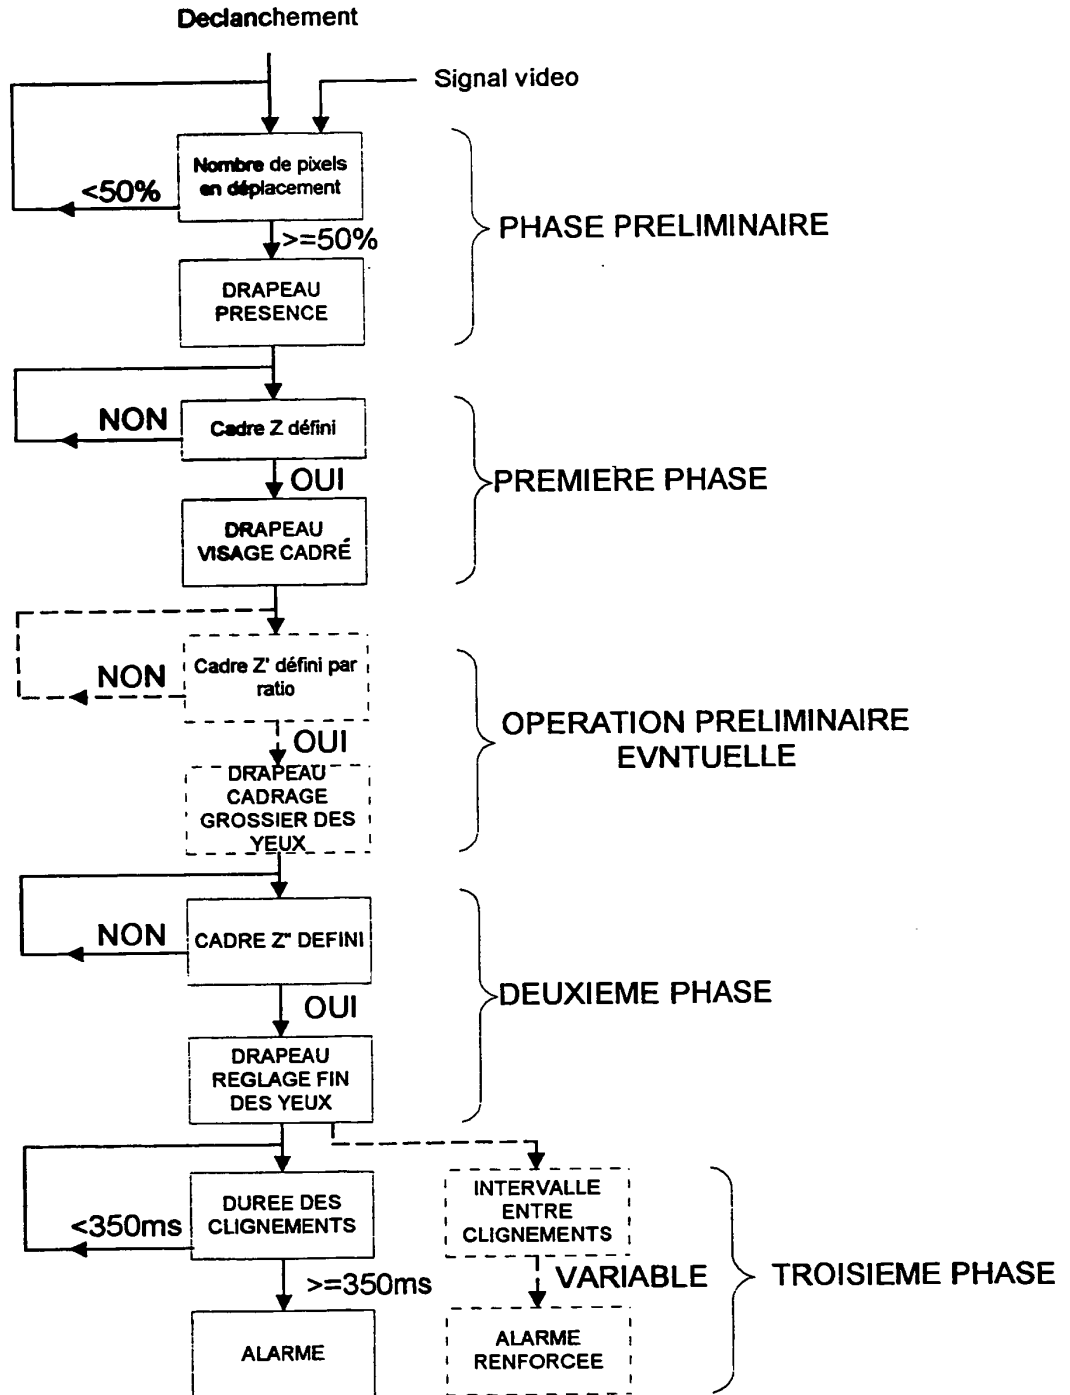 Declanchement
Signal video
Nombre de pixels
en déplacement
<50%
>=50%
PHASE PRELIMINAIRE
DRAPEAU
PRESENCE
NON
Cadre Z défini
OUI
PREMIERE PHASE
DRAPEAU
VISAGE CADRÉ
NON
Cadre Z' défini par
ratio
OUI
OPERATION PRELIMINAIRE
EVNTUELLE
DRAPEAU
CADRAGE
GROSSIER DES
YEUX
NON
CADRE Z" DEFINI
OUI
DEUXIEME PHASE
DRAPEAU
REGLAGE FIN
DES YEUX
<350ms
DUREE DES
CLIGNEMENTS
>=350ms
ALARME
INTERVALLE
ENTRE
CLIGNEMENTS
VARIABLE
ALARME
RENFORCEE
TROISIEME PHASE